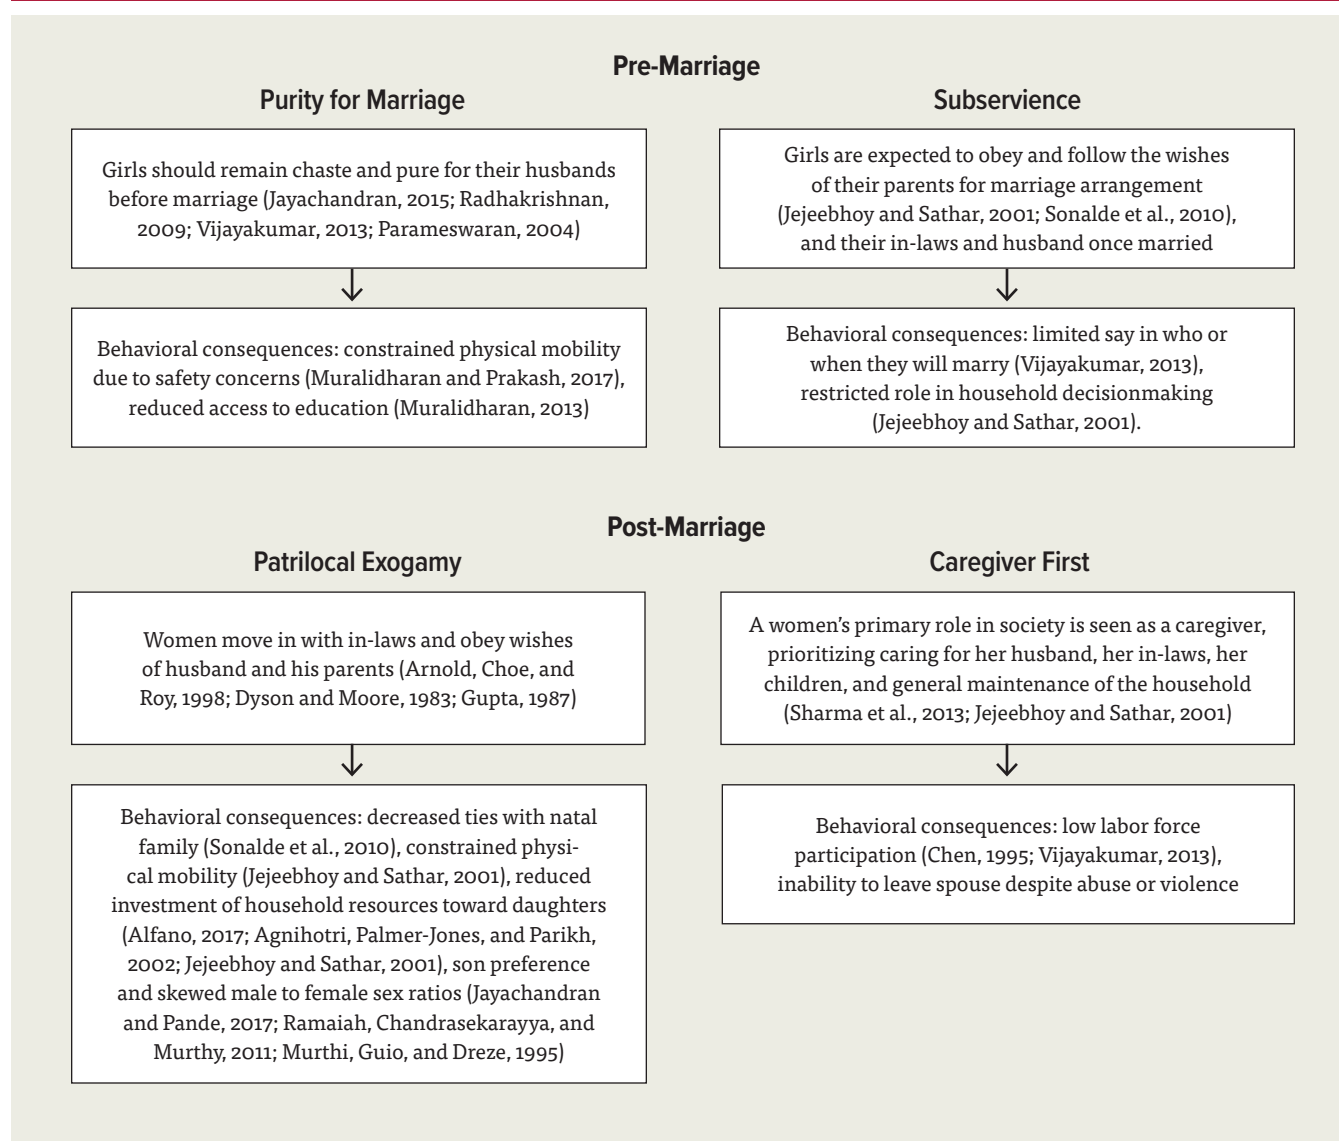 Pre-Marriage
Purity for Marriage
Girls should remain chaste and pure for their husbands
before marriage (Jayachandran, 2015; Radhakrishnan,
2009; Vijayakumar, 2013; Parameswaran, 2004)
Behavioral consequences: constrained physical mobility
due to safety concerns (Muralidharan and Prakash, 2017),
reduced access to education (Muralidharan, 2013)
Subservience
Girls are expected to obey and follow the wishes
of their parents for marriage arrangement
(Jejeebhoy and Sathar, 2001; Sonalde et al., 2010),
and their in-laws and husband once married
Behavioral consequences: limited say in who or
when they will marry (Vijayakumar, 2013),
restricted role in household decisionmaking
(Jejeebhoy and Sathar, 2001).
Post-Marriage
Patrilocal Exogamy
Women move in with in-laws and obey wishes
of husband and his parents (Arnold, Choe, and
Roy, 1998; Dyson and Moore, 1983; Gupta, 1987)
Behavioral consequences: decreased ties with natal
family (Sonalde et al., 2010), constrained physi-
cal mobility (Jejeebhoy and Sathar, 2001), reduced
investment of household resources toward daughters
(Alfano, 2017; Agnihotri, Palmer-Jones, and Parikh,
2002; Jejeebhoy and Sathar, 2001), son preference
and skewed male to female sex ratios (Jayachandran
and Pande, 2017; Ramaiah, Chandrasekarayya, and
Murthy, 2011; Murthi, Guio, and Dreze, 1995)
Caregiver First
A women's primary role in society is seen as a caregiver,
prioritizing caring for her husband, her in-laws, her
children, and general maintenance of the household
(Sharma et al., 2013; Jejeebhoy and Sathar, 2001)
Behavioral consequences: low labor force
participation (Chen, 1995; Vijayakumar, 2013),
inability to leave spouse despite abuse or violence